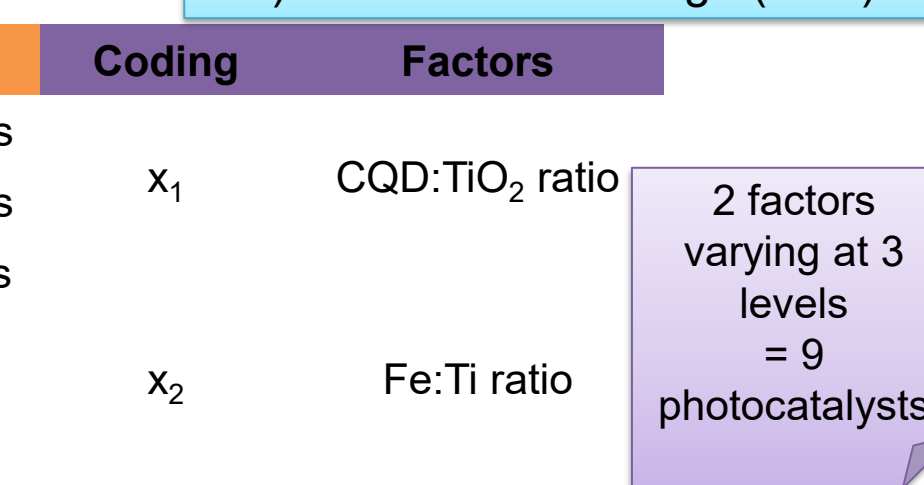 Coding Factors
x₁ CQD:TiO₂ ratio
x₂ Fe:Ti ratio
2 factors
varying at 3
levels
= 9
photocatalysts